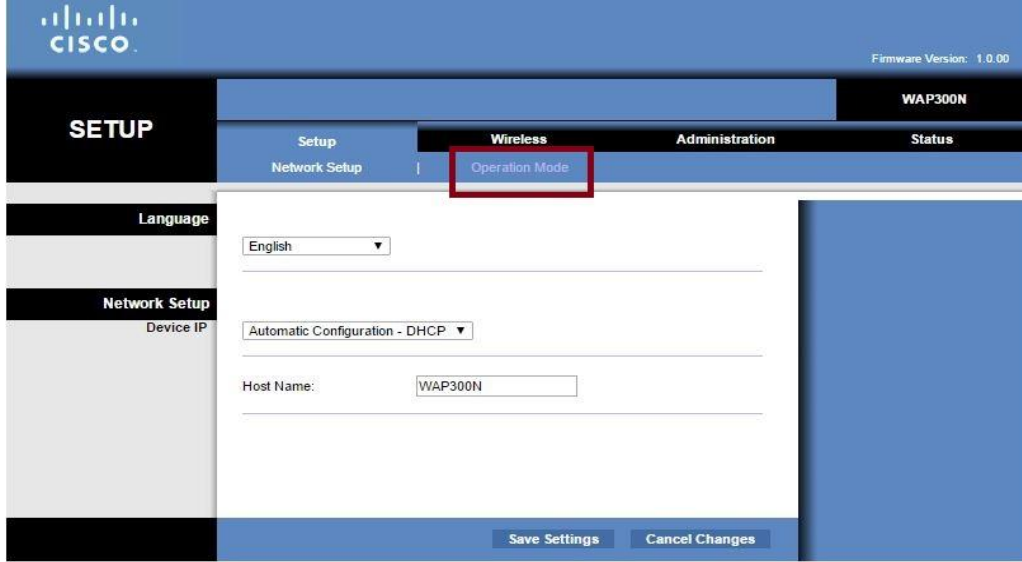 CISCO.
Firmware Version: 1.0.00
WAP300N
SETUP
Setup Wireless Administration Status
Network Setup | Operation Mode
Language
English
Network Setup
Device IP
Automatic Configuration - DHCP
Host Name: WAP300N
Save Settings Cancel Changes